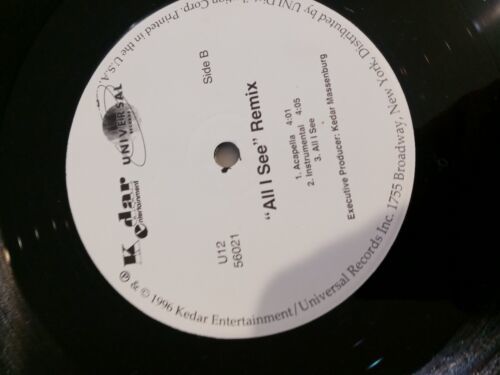 Kedar
Entertainment
UNIVERSAL
RECORDS
Side B
U12
56021
"All I See" Remix
1. Acapella 4:01
2. Instrumental 4:05
3. All I See
Executive Producer: Kedar Massenburg
℗ & © 1996 Kedar Entertainment/Universal Records Inc. 1755 Broadway, New York. Distributed by UNI Distribution Corp. Printed in the U.S.A.